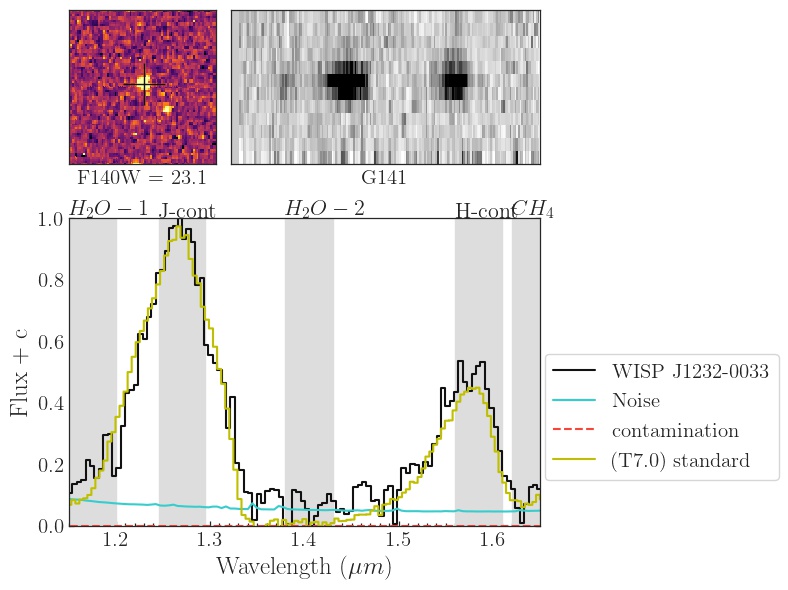 F140W = 23.1
G141
H2O − 1 J-cont H2O − 2 H-cont CH4
1.0
0.8
0.6
0.4
0.2
0.0
Flux + c
1.2 1.3 1.4 1.5 1.6
Wavelength (μm)
WISP J1232-0033
Noise
contamination
(T7.0) standard